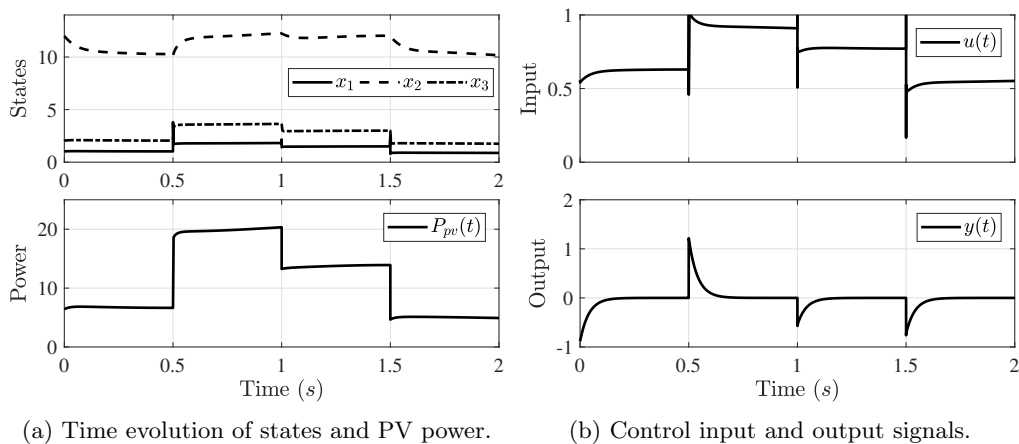 States
10
5
0
x₁ x₂ x₃
0 0.5 1 1.5 2
Power
20
10
0
P_pv(t)
0 0.5 1 1.5 2
Time (s)
(a) Time evolution of states and PV power.
Input
1
0.5
0
u(t)
0 0.5 1 1.5 2
Output
2
1
0
-1
y(t)
0 0.5 1 1.5 2
Time (s)
(b) Control input and output signals.